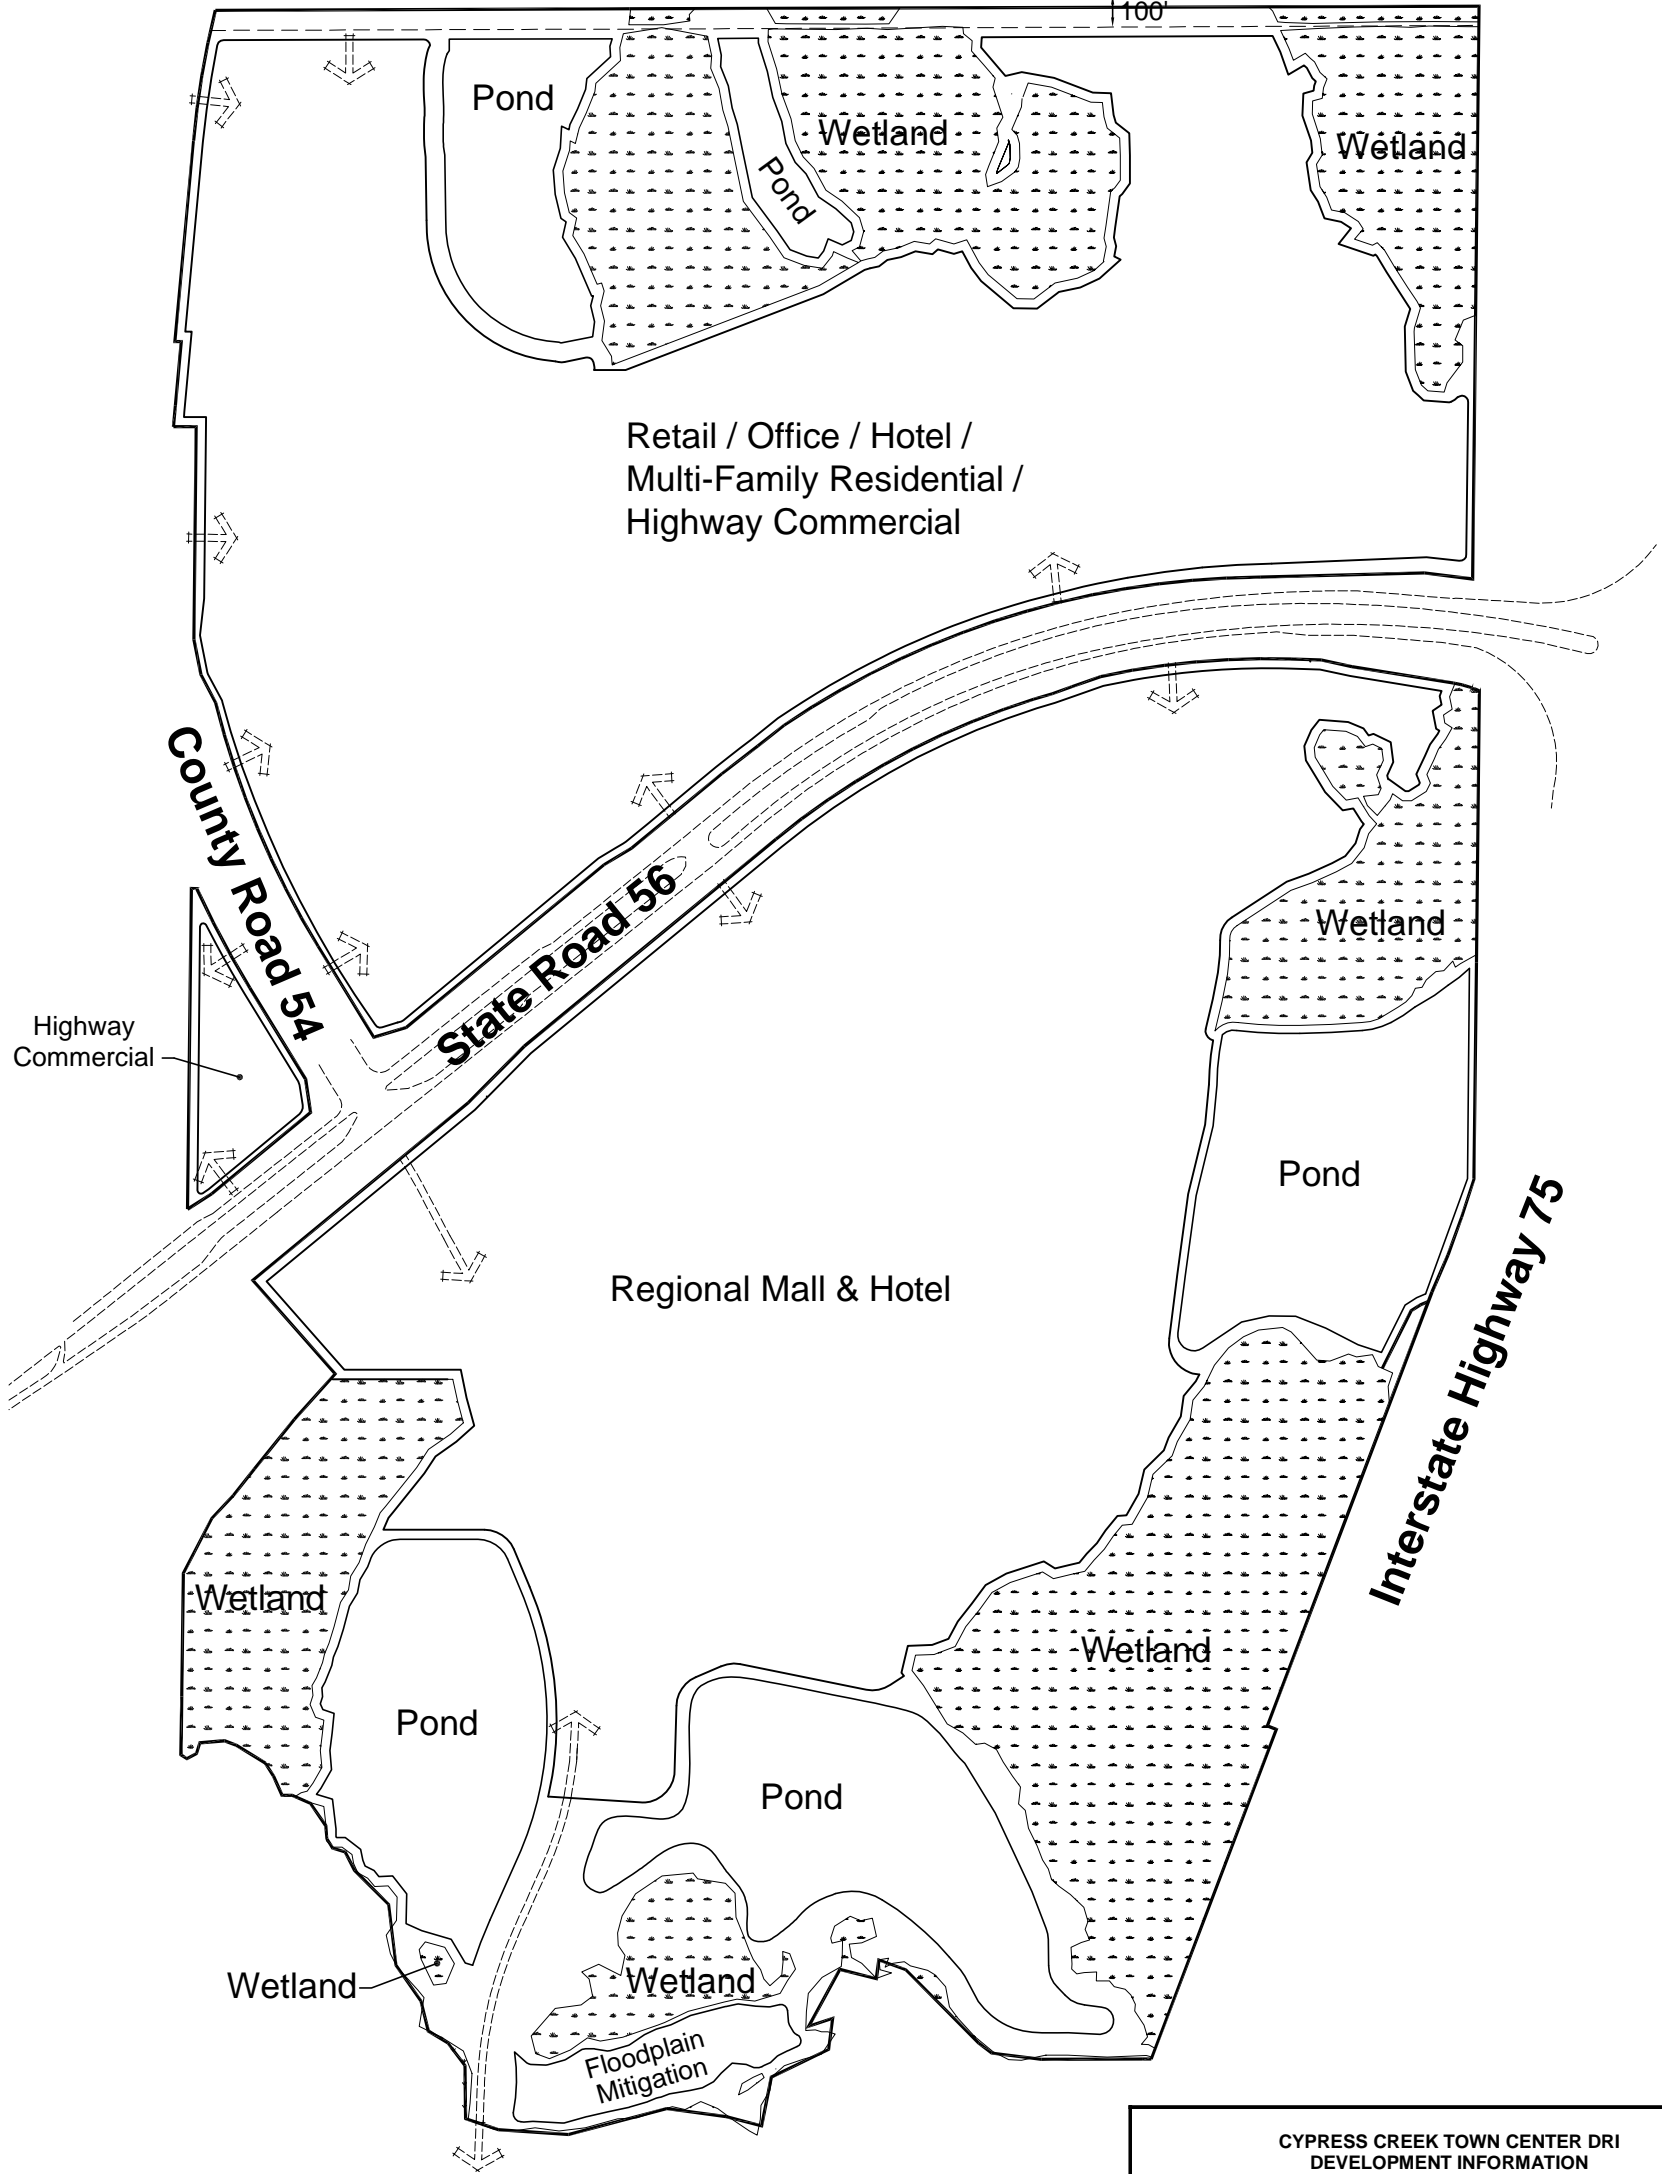 100'
Pond
Wetland
Wetland
Pond
Retail / Office / Hotel /
Multi-Family Residential /
Highway Commercial
County Road 54
State Road 56
Wetland
Highway
Commercial
Pond
Regional Mall & Hotel
Interstate Highway 75
Wetland
Wetland
Pond
Pond
Wetland
Wetland
Floodplain
Mitigation
CYPRESS CREEK TOWN CENTER DRI
DEVELOPMENT INFORMATION